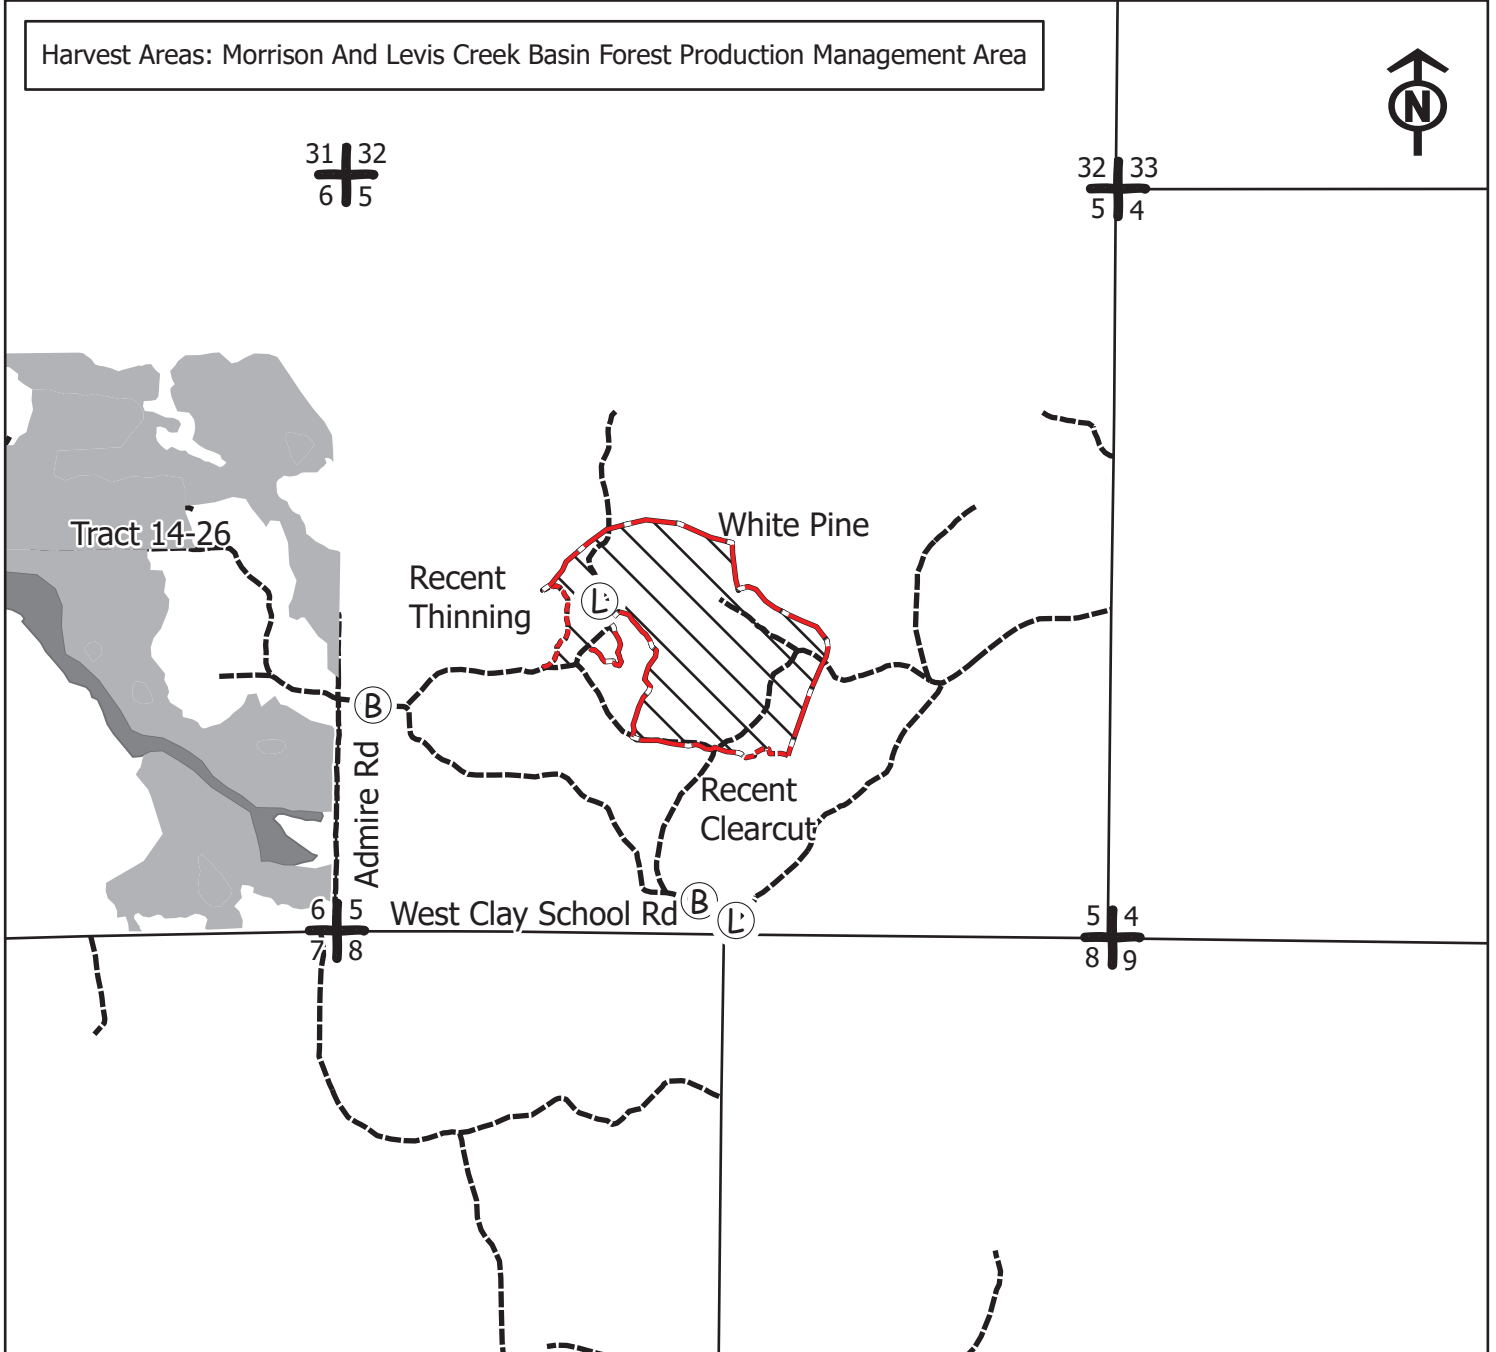 Harvest Areas: Morrison And Levis Creek Basin Forest Production Management Area
N
31 32
6 5
32 33
5 4
Tract 14-26
White Pine
Recent
Thinning
L
B
Admire Rd
Recent
Clearcut
6 5
7 8
West Clay School Rd
B
L
5 4
8 9